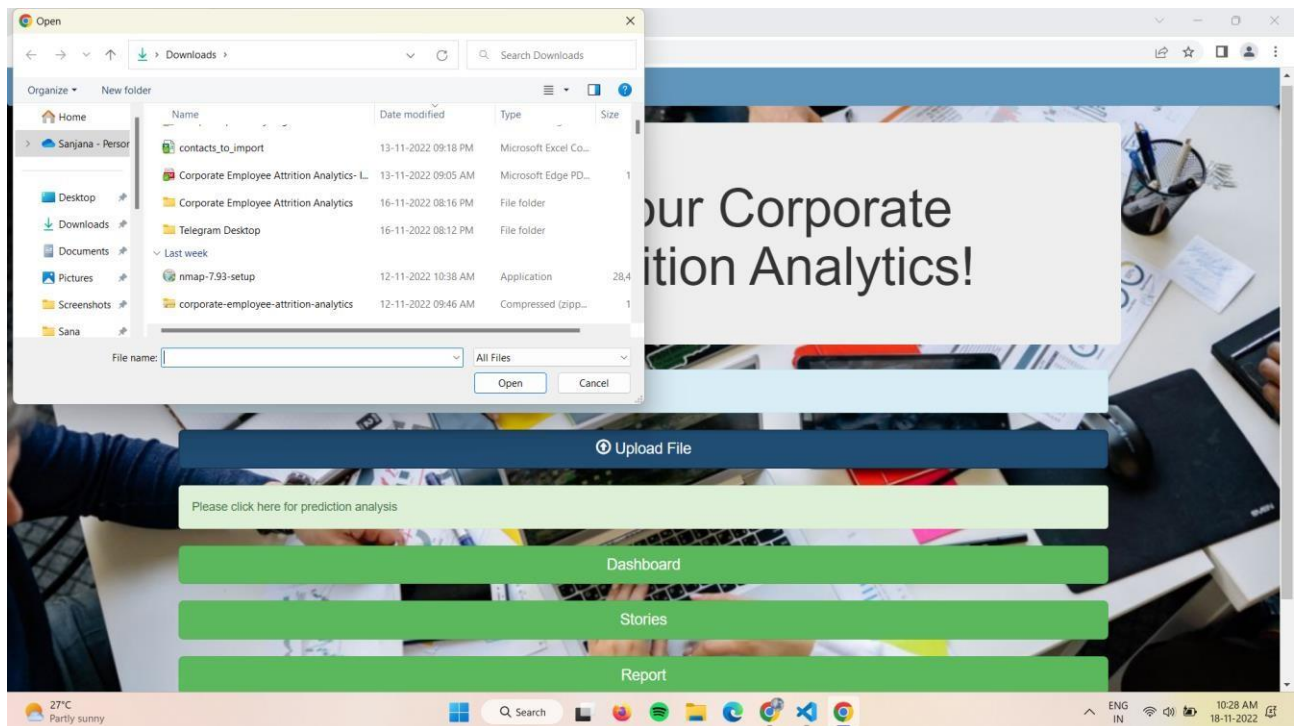 Open
Downloads
Search Downloads
Organize
New folder
Home
Sanjana - Persor
Desktop
Downloads
Documents
Pictures
Screenshots
Sana
Name Date modified Type Size
contacts_to_import 13-11-2022 09:18 PM Microsoft Excel Co...
Corporate Employee Attrition Analytics- I... 13-11-2022 09:05 AM Microsoft Edge PD... 1
Corporate Employee Attrition Analytics 16-11-2022 08:16 PM File folder
Telegram Desktop 16-11-2022 08:12 PM File folder
Last week
nmap-7.93-setup 12-11-2022 10:38 AM Application 28,4
corporate-employee-attrition-analytics 12-11-2022 09:46 AM Compressed (zipp... 1
File name:
All Files
Open
Cancel
our Corporate
ition Analytics!
Upload File
Please click here for prediction analysis
Dashboard
Stories
Report
27°C
Partly sunny
Search
ENG
IN
10:28 AM
18-11-2022